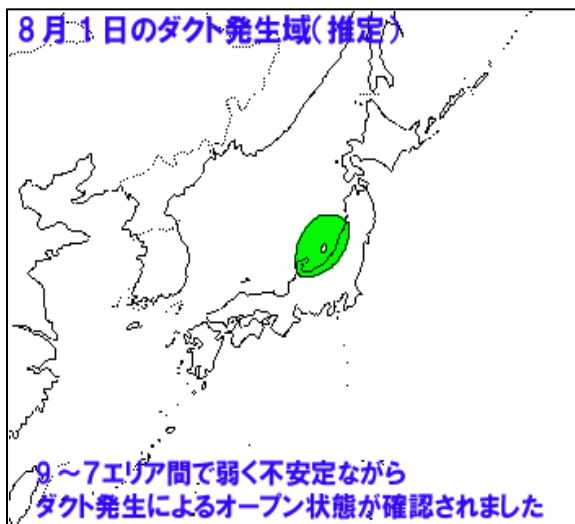 8月1日のダクト発生域(推定)
9～7エリア間で弱く不安定ながら
ダクト発生によるオープン状態が確認されました